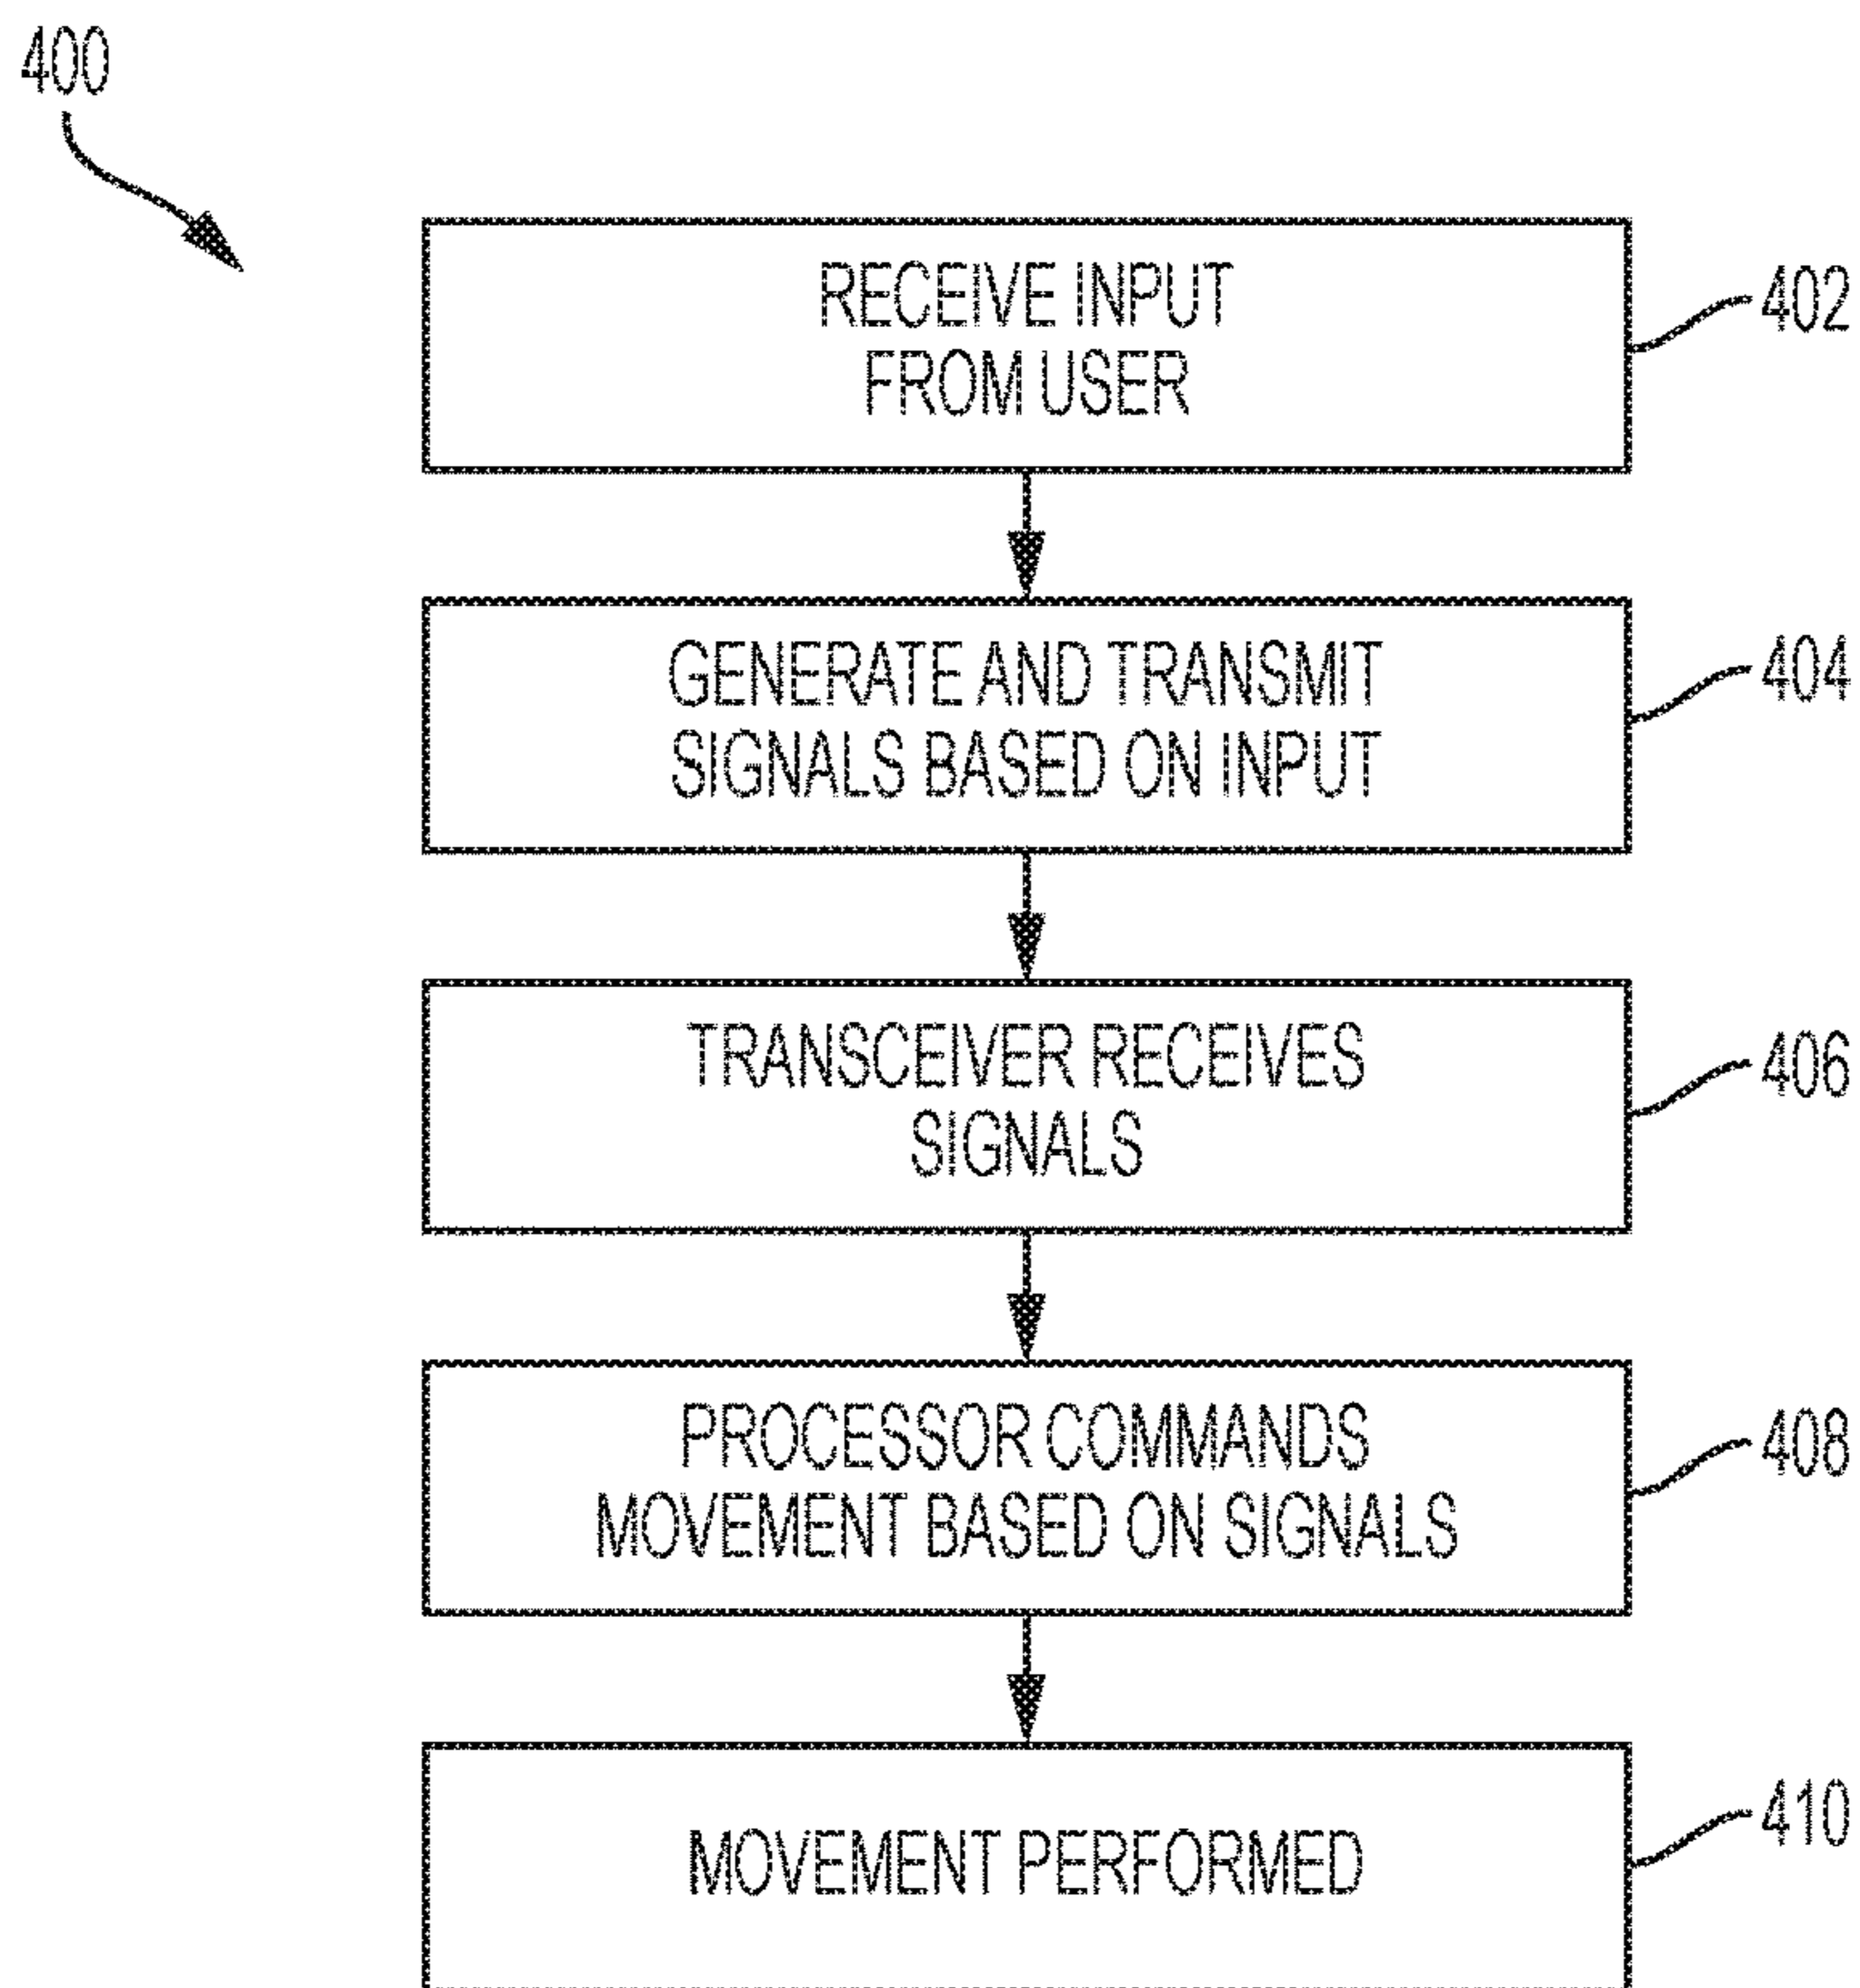 400
RECEIVE INPUT
FROM USER
402
GENERATE AND TRANSMIT
SIGNALS BASED ON INPUT
404
TRANSCEIVER RECEIVES
SIGNALS
406
PROCESSOR COMMANDS
MOVEMENT BASED ON SIGNALS
408
MOVEMENT PERFORMED
410